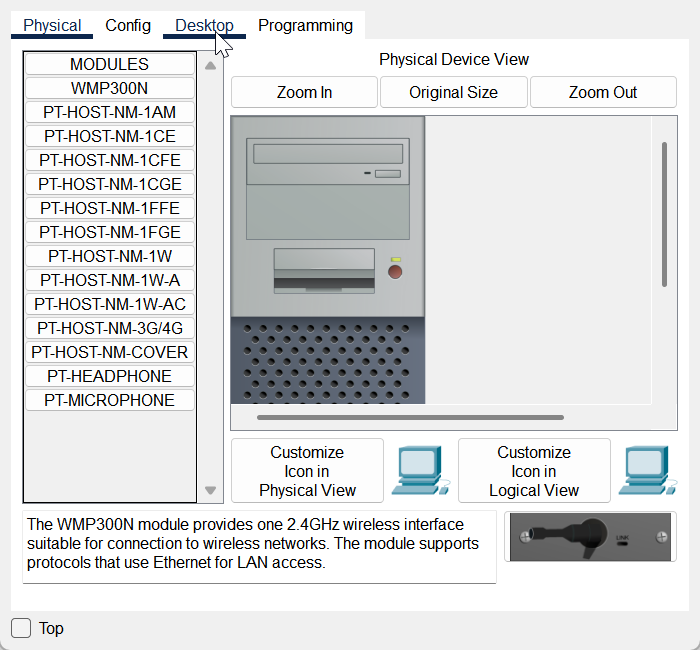 Physical
Config
Desktop
Programming
MODULES
WMP300N
PT-HOST-NM-1AM
PT-HOST-NM-1CE
PT-HOST-NM-1CFE
PT-HOST-NM-1CGE
PT-HOST-NM-1FFE
PT-HOST-NM-1FGE
PT-HOST-NM-1W
PT-HOST-NM-1W-A
PT-HOST-NM-1W-AC
PT-HOST-NM-3G/4G
PT-HOST-NM-COVER
PT-HEADPHONE
PT-MICROPHONE
Physical Device View
Zoom In
Original Size
Zoom Out
Customize
Icon in
Physical View
Customize
Icon in
Logical View
The WMP300N module provides one 2.4GHz wireless interface
suitable for connection to wireless networks. The module supports
protocols that use Ethernet for LAN access.
LINK
Top